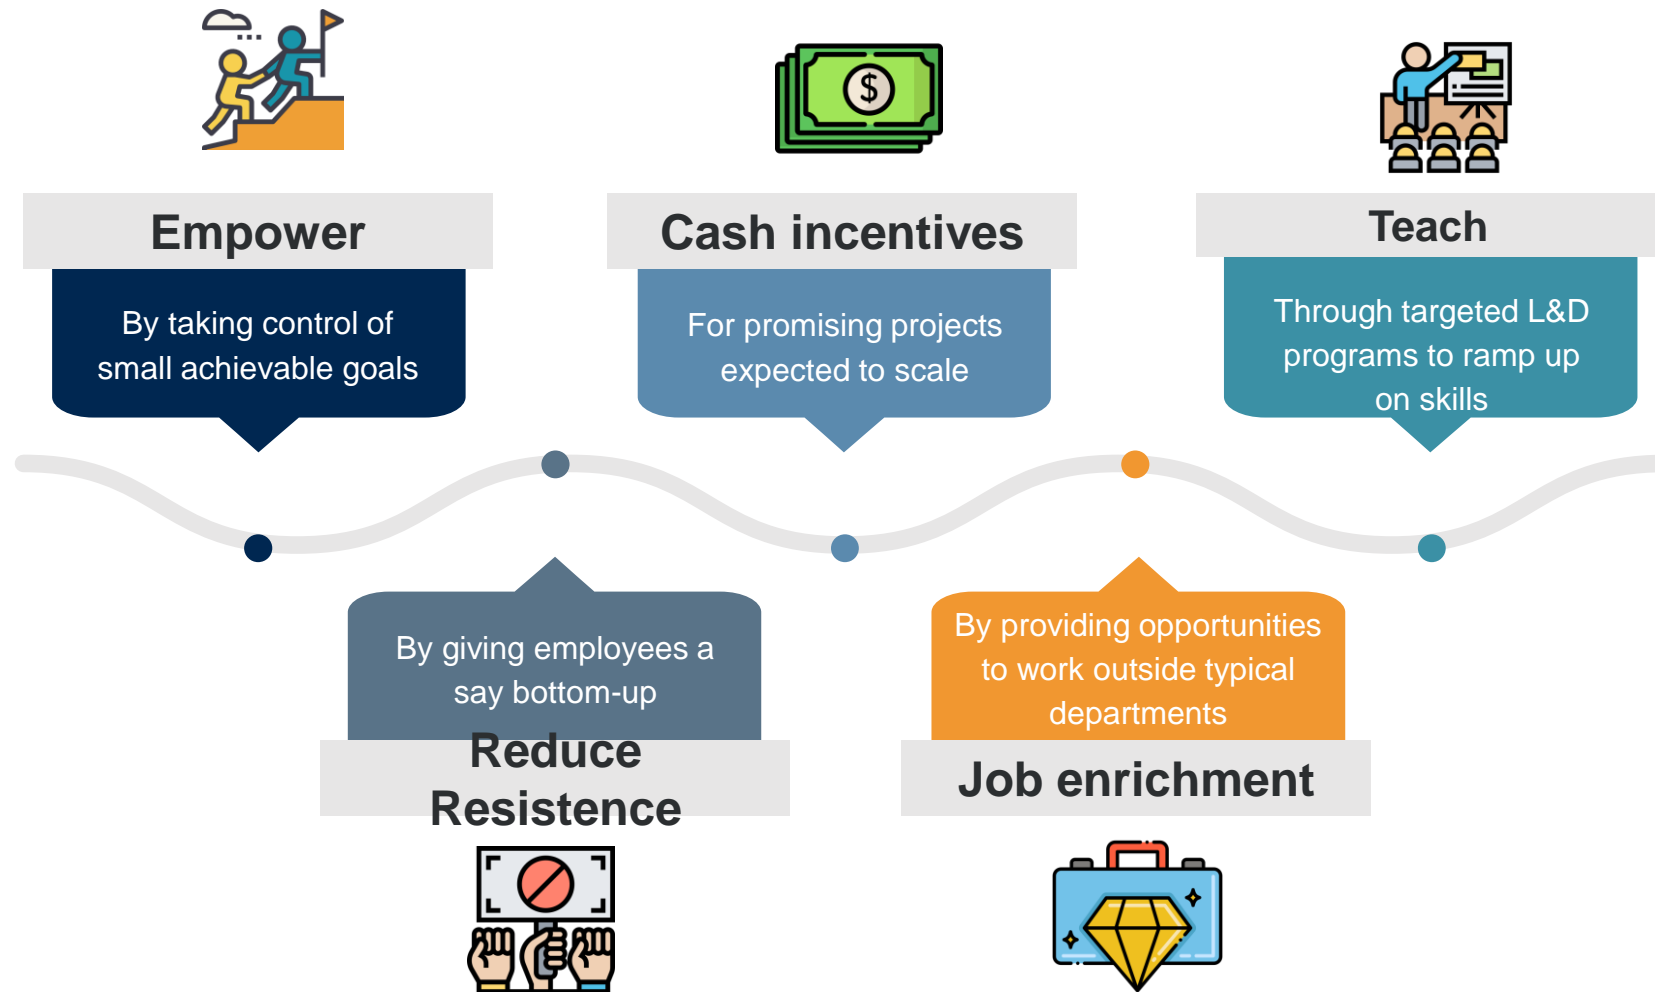 Empower
By taking control of
small achievable goals
Cash incentives
For promising projects
expected to scale
Teach
Through targeted L&D
programs to ramp up
on skills
By giving employees a
say bottom-up
Reduce
Resistence
By providing opportunities
to work outside typical
departments
Job enrichment
$